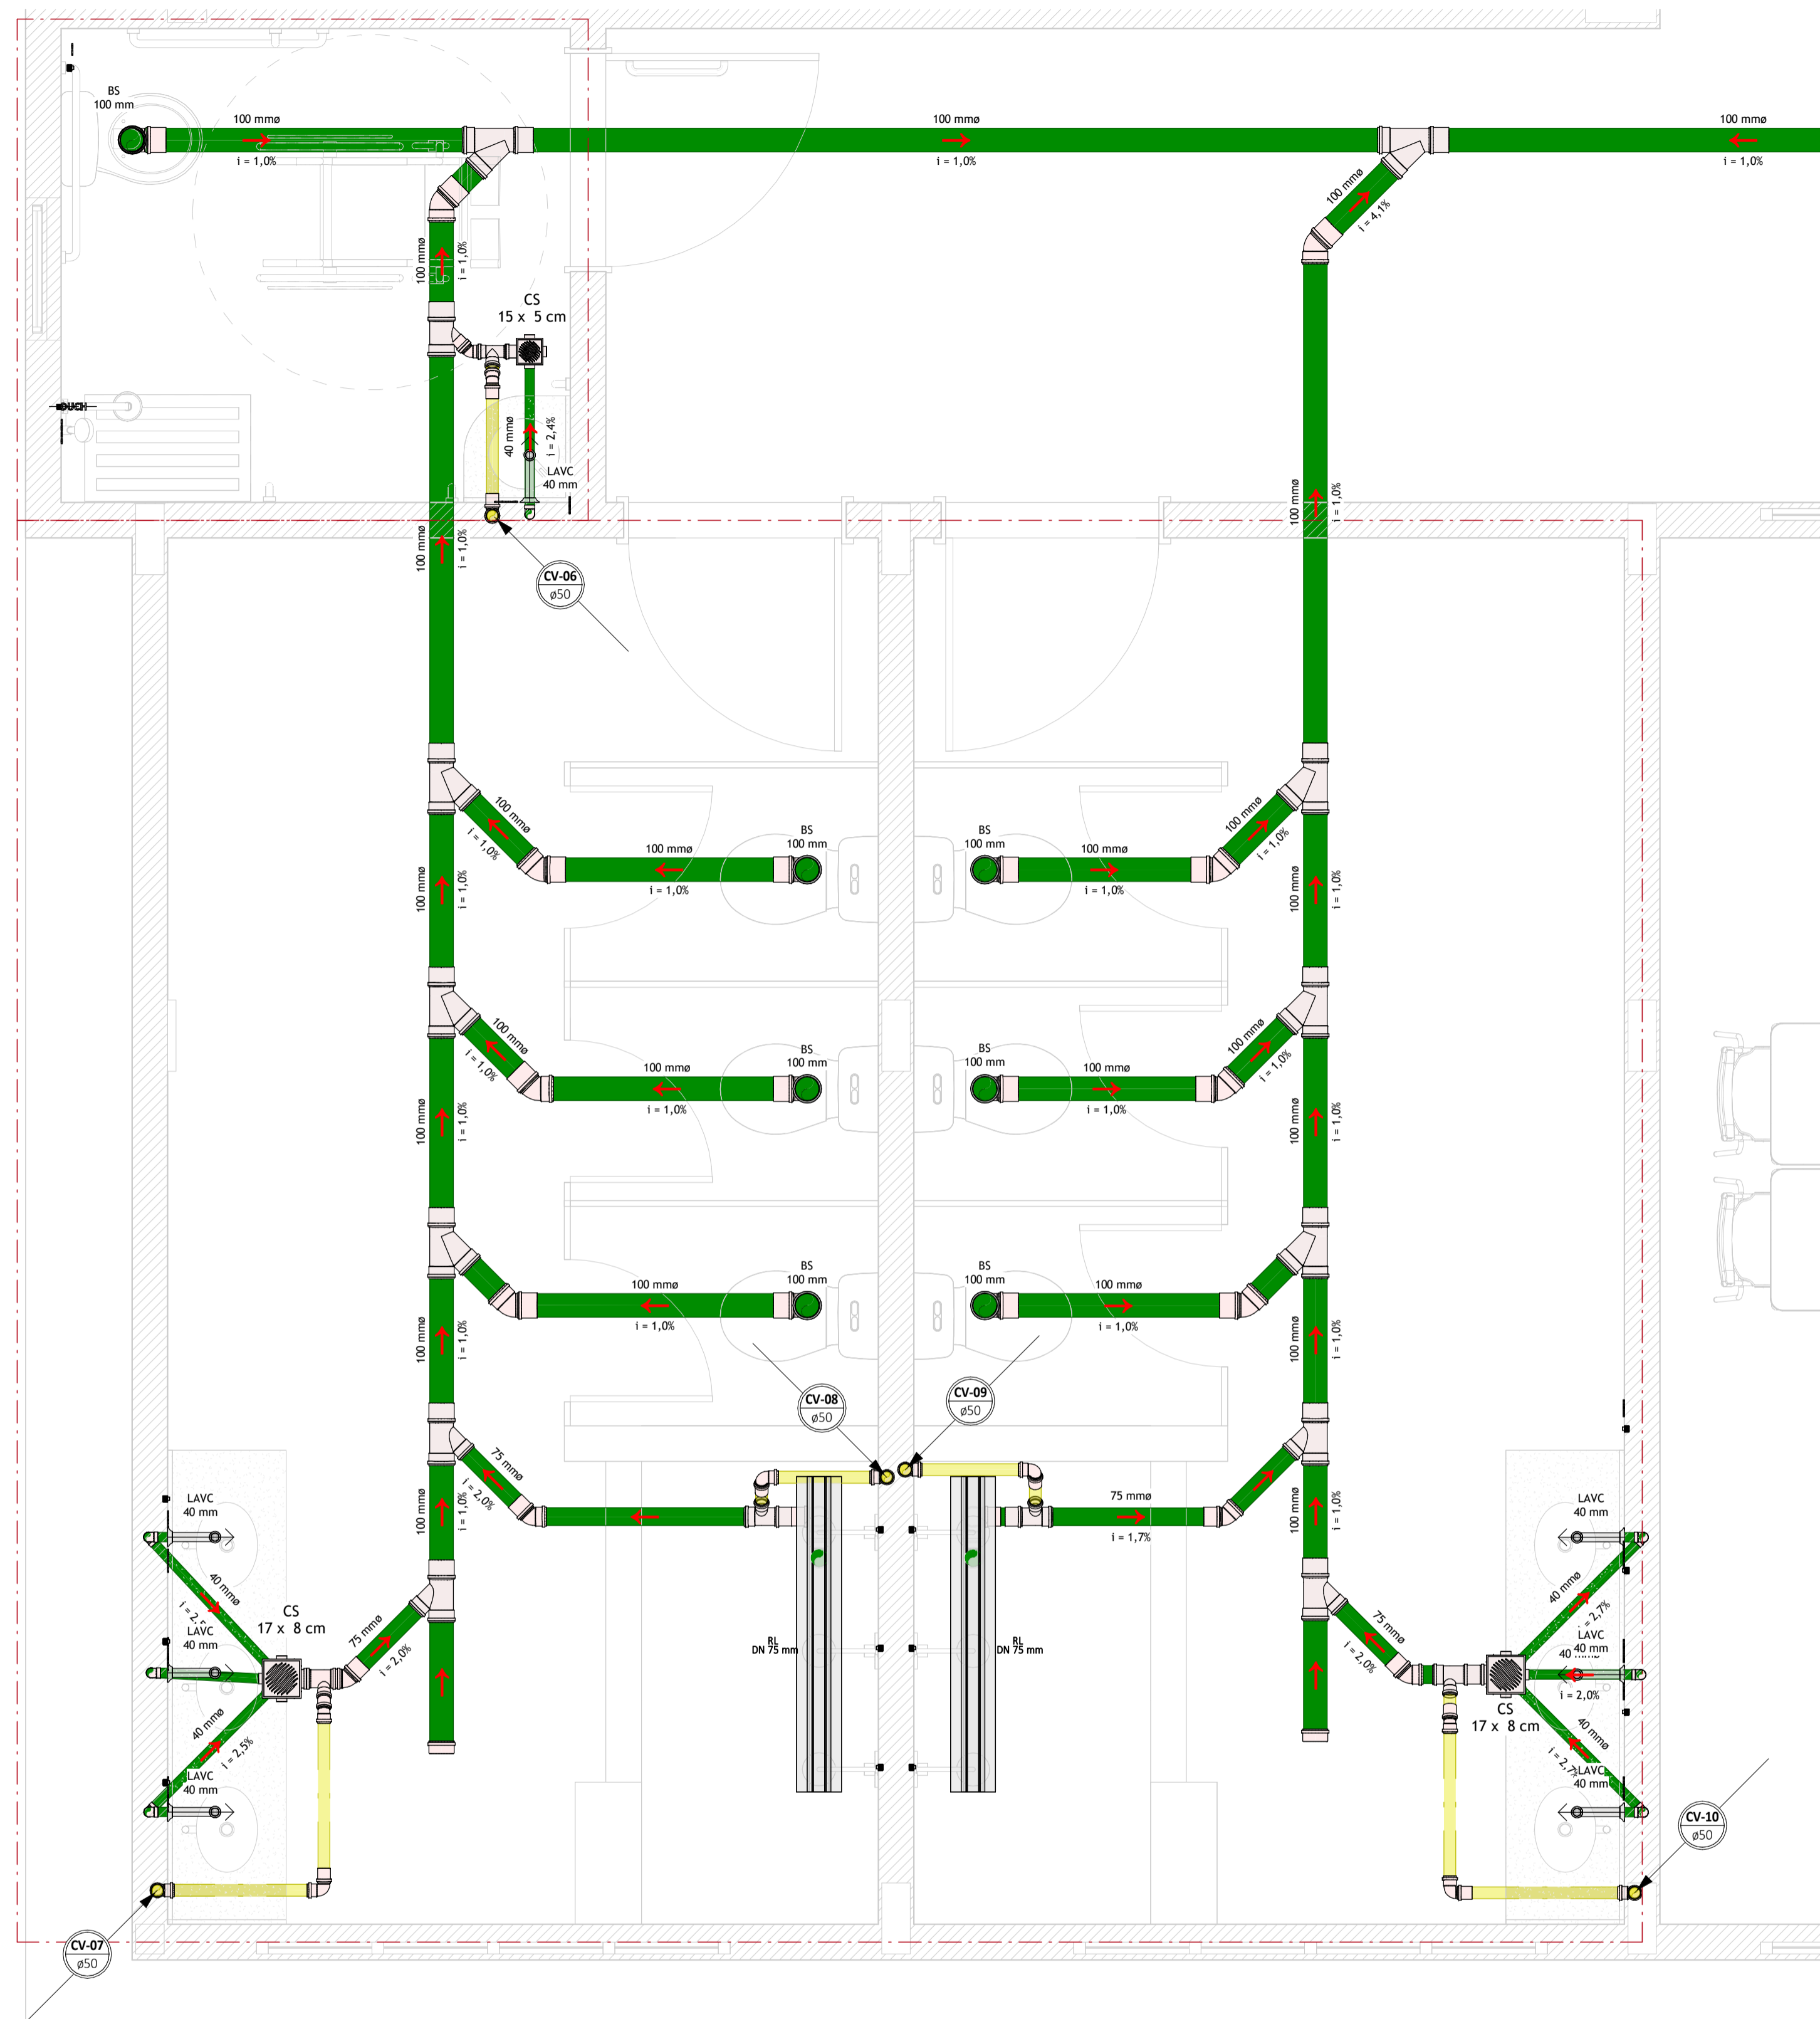 BS
100 mm
100 mmø
i = 1,0%
100 mmø
i = 1,0%
100 mmø
i = 1,0%
100 mmø
i = 1,0%
100 mmø
i = 4,1%
CS
15 x 5 cm
DUCH
40 mmø
i = 2,4%
LAVC
40 mm
100 mmø
i = 1,0%
CV-06
ø50
100 mmø
i = 1,0%
100 mmø
i = 1,0%
100 mmø
i = 1,0%
BS
100 mm
BS
100 mm
100 mmø
i = 1,0%
100 mmø
i = 1,0%
100 mmø
i = 1,0%
100 mmø
i = 1,0%
100 mmø
i = 1,0%
100 mmø
i = 1,0%
BS
100 mm
BS
100 mm
100 mmø
i = 1,0%
100 mmø
i = 1,0%
100 mmø
i = 1,0%
100 mmø
i = 1,0%
100 mmø
i = 1,0%
BS
100 mm
BS
100 mm
100 mmø
i = 1,0%
100 mmø
i = 1,0%
100 mmø
i = 1,0%
100 mmø
i = 1,0%
CV-08
ø50
CV-09
ø50
75 mmø
i = 2,0%
75 mmø
i = 1,7%
100 mmø
i = 1,0%
100 mmø
i = 1,0%
LAVC
40 mm
LAVC
40 mm
40 mmø
CS
17 x 8 cm
LAVC
40 mm
75 mmø
i = 2,0%
RL
DN 75 mm
RL
DN 75 mm
75 mmø
i = 2,0%
40 mmø
i = 2,7%
LAVC
40 mm
i = 2,0%
40 mmø
i = 2,5%
LAVC
40 mm
CS
17 x 8 cm
40 mmø
i = 2,7%
LAVC
40 mm
CV-10
ø50
CV-07
ø50